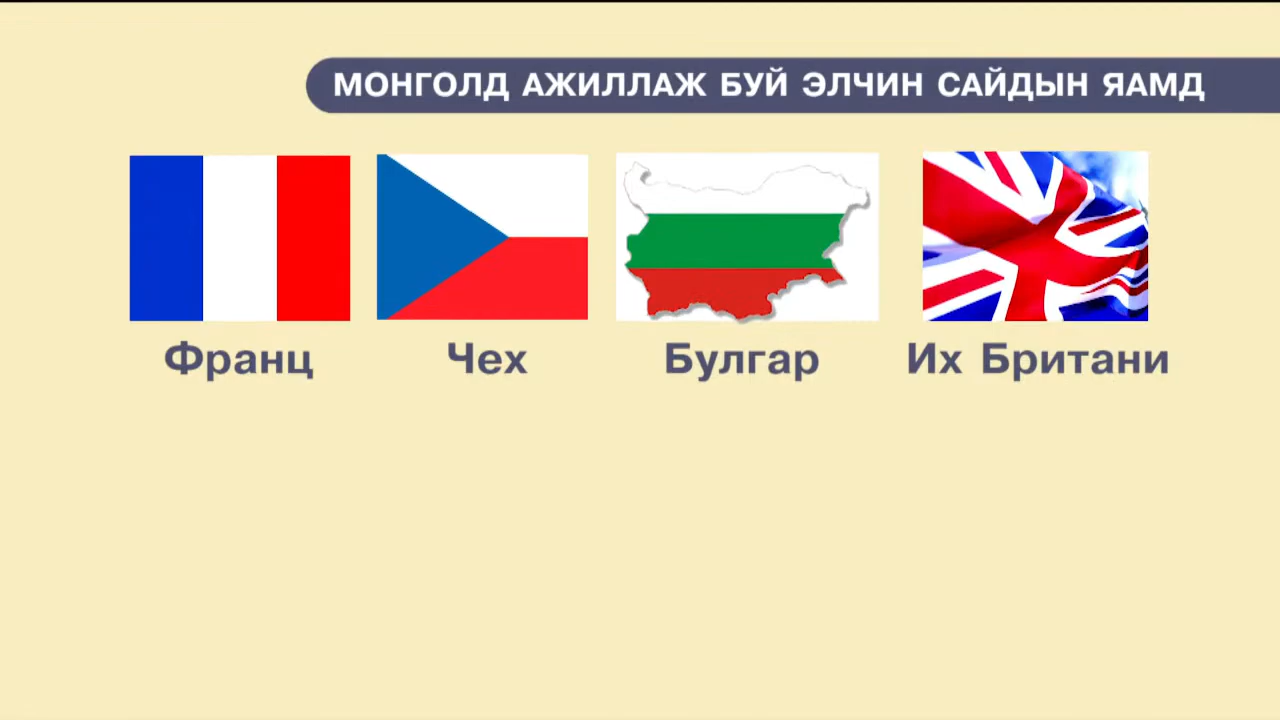 МОНГОЛД АЖИЛЛАЖ БУЙ ЭЛЧИН САЙДЫН ЯАМД
Франц
Чех
Булгар
Их Британи